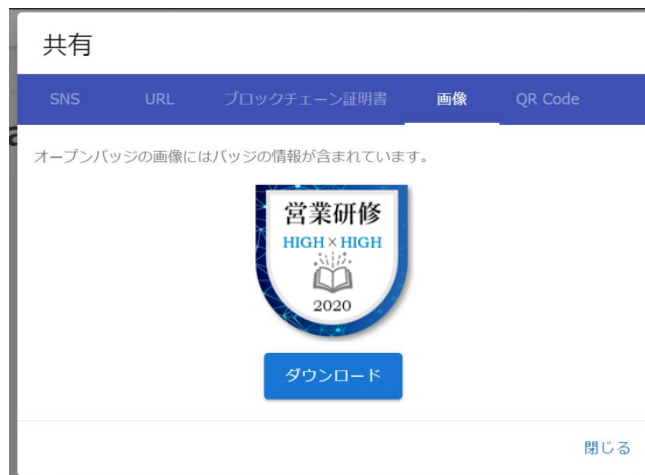 共有
SNS URL ブロックチェーン証明書 画像 QR Code
オープンバッジの画像にはバッジの情報が含まれています。
営業研修
HIGH×HIGH
2020
ダウンロード
閉じる